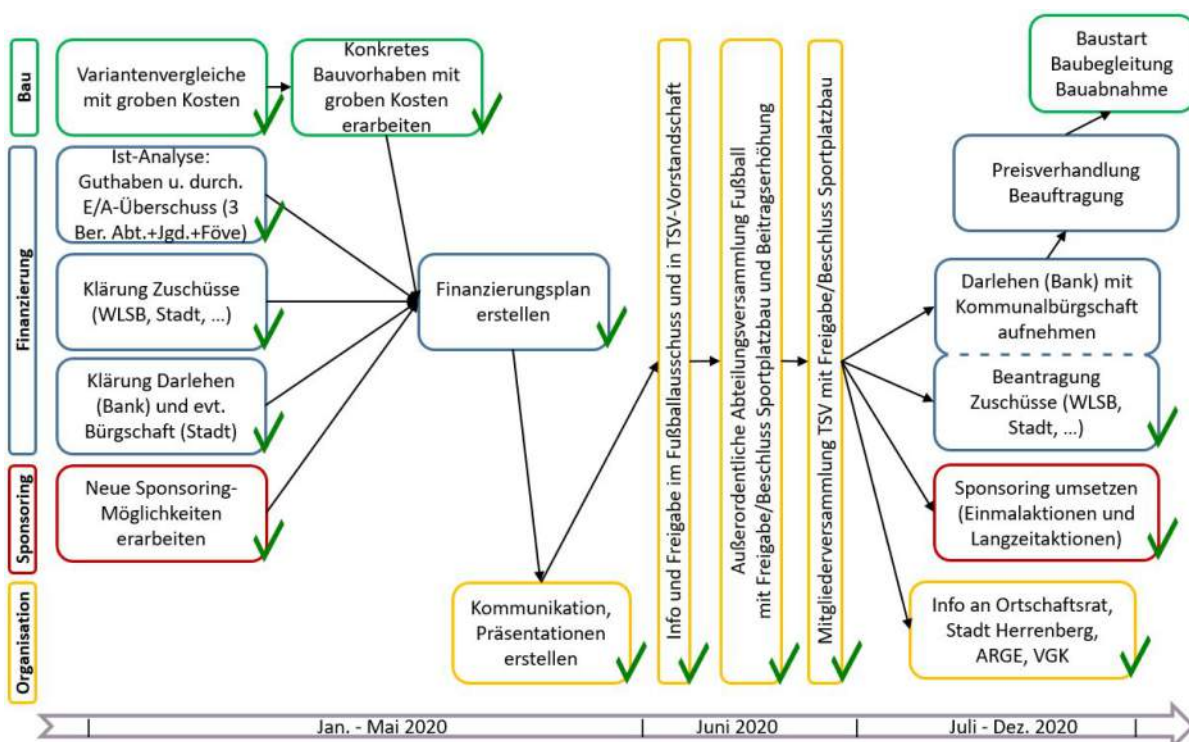 Bau
Variantenvergleiche
mit groben Kosten
Konkretes
Bauvorhaben mit
groben Kosten
erarbeiten
Baustart
Baubegleitung
Bauabnahme
Finanzierung
Ist-Analyse:
Guthaben u. durch.
E/A-Überschuss (3
Ber. Abt.+Jgd.+Föve)
Klärung Zuschüsse
(WLSB, Stadt, ...)
Klärung Darlehen
(Bank) und evt.
Bürgschaft (Stadt)
Finanzierungsplan
erstellen
Preisverhandlung
Beauftragung
Darlehen (Bank) mit
Kommunalbürgschaft
aufnehmen
Beantragung
Zuschüsse (WLSB,
Stadt, ...)
Sponsoring
Neue Sponsoring-
Möglichkeiten
erarbeiten
Sponsoring umsetzen
(Einmalaktionen und
Langzeitaktionen)
Organisation
Kommunikation,
Präsentationen
erstellen
Info und Freigabe im Fußballausschuss und in TSV-Vorstandschaft
Außerordentliche Abteilungsversammlung Fußball
mit Freigabe/Beschluss Sportplatzbau und Beitragserhöhung
Mitgliederversammlung TSV mit Freigabe/Beschluss Sportplatzbau
Info an Ortschaftsrat,
Stadt Herrenberg,
ARGE, VGK
Jan. - Mai 2020
Juni 2020
Juli - Dez. 2020